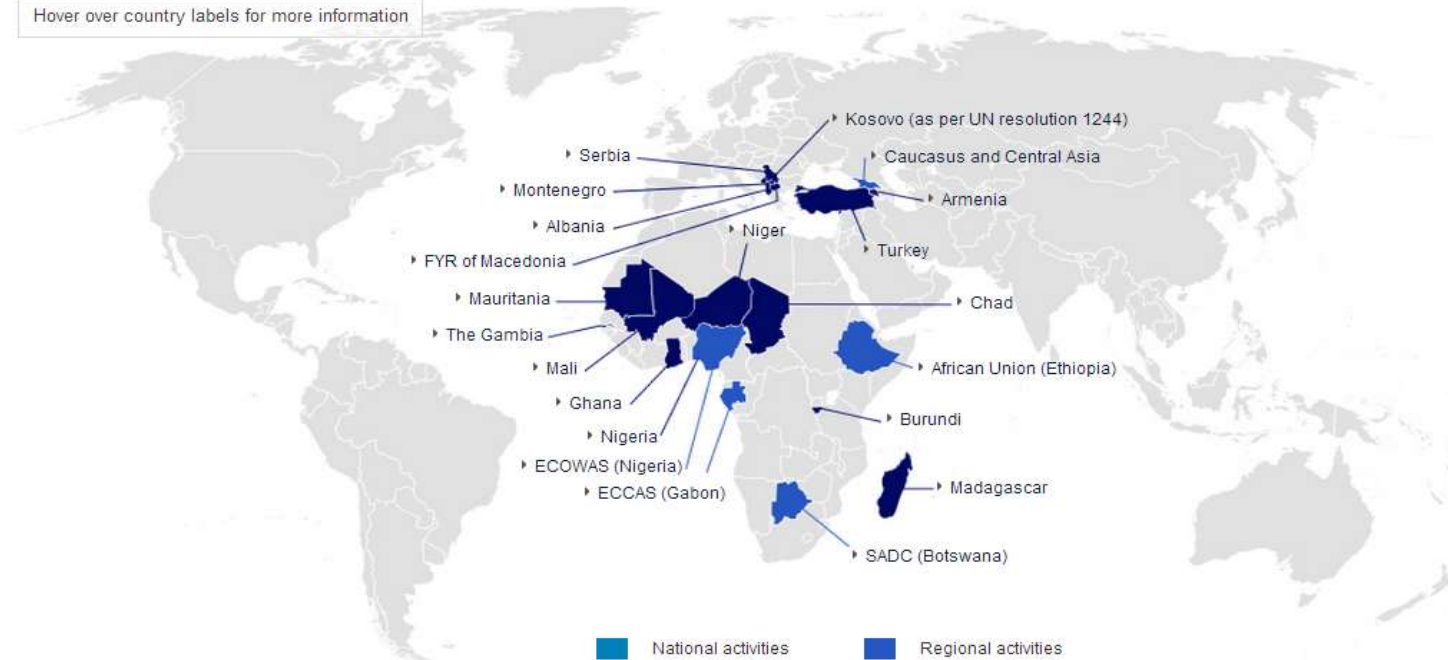 Hover over country labels for more information
Kosovo (as per UN resolution 1244)
Serbia
Caucasus and Central Asia
Montenegro
Armenia
Albania
Niger
Turkey
FYR of Macedonia
Mauritania
Chad
The Gambia
Mali
African Union (Ethiopia)
Ghana
Burundi
Nigeria
ECOWAS (Nigeria)
ECCAS (Gabon)
Madagascar
SADC (Botswana)
National activities
Regional activities